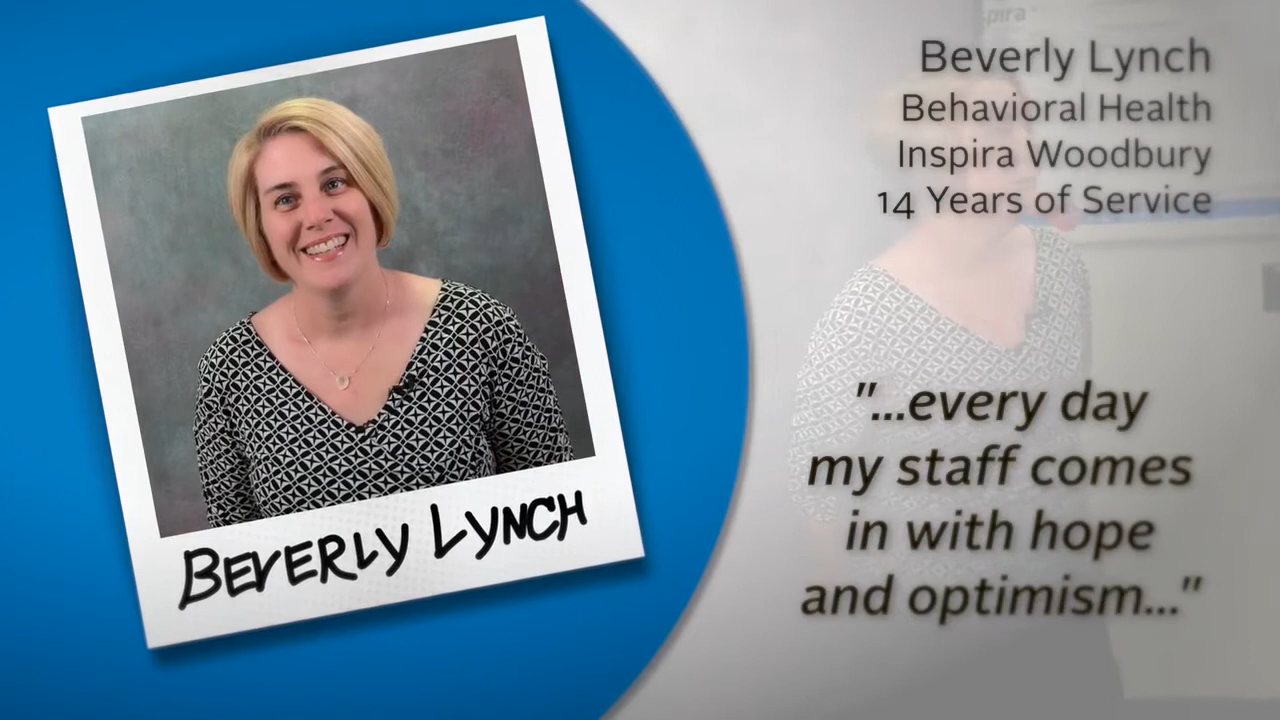 Beverly Lynch
Beverly Lynch
Behavioral Health
Inspira Woodbury
14 Years of Service
"...every day
my staff comes
in with hope
and optimism..."